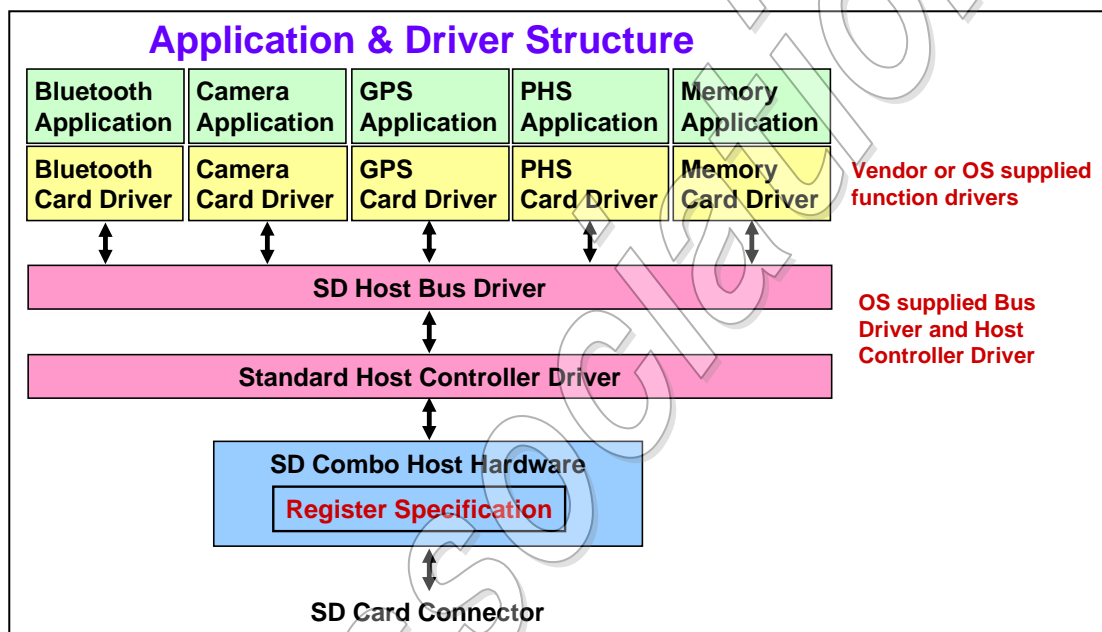 Application & Driver Structure
Bluetooth
Application
Camera
Application
GPS
Application
PHS
Application
Memory
Application
Bluetooth
Card Driver
Camera
Card Driver
GPS
Card Driver
PHS
Card Driver
Memory
Card Driver
Vendor or OS supplied
function drivers
SD Host Bus Driver
OS supplied Bus
Driver and Host
Controller Driver
Standard Host Controller Driver
SD Combo Host Hardware
Register Specification
SD Card Connector